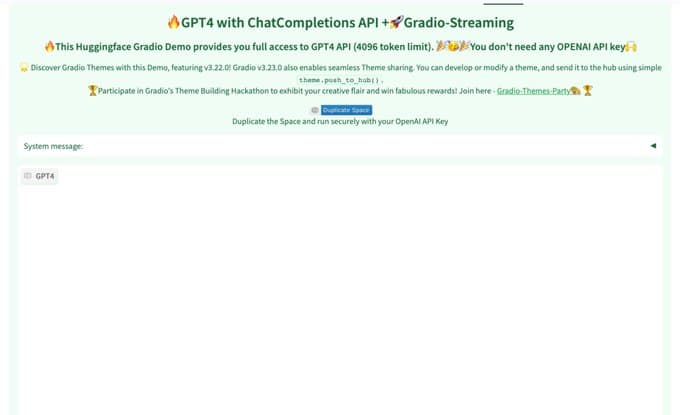 🔥GPT4 with ChatCompletions API +🚀Gradio-Streaming
🔥This Huggingface Gradio Demo provides you full access to GPT4 API (4096 token limit). 🎉🥳🎉You don't need any OPENAI API key🙌
🌟 Discover Gradio Themes with this Demo, featuring v3.22.0! Gradio v3.23.0 also enables seamless Theme sharing. You can develop or modify a theme, and send it to the hub using simple
theme.push_to_hub().
🏆Participate in Gradio's Theme Building Hackathon to exhibit your creative flair and win fabulous rewards! Join here - Gradio-Themes-Party🎨 🏆
Duplicate Space
Duplicate the Space and run securely with your OpenAI API Key
System message:
GPT4